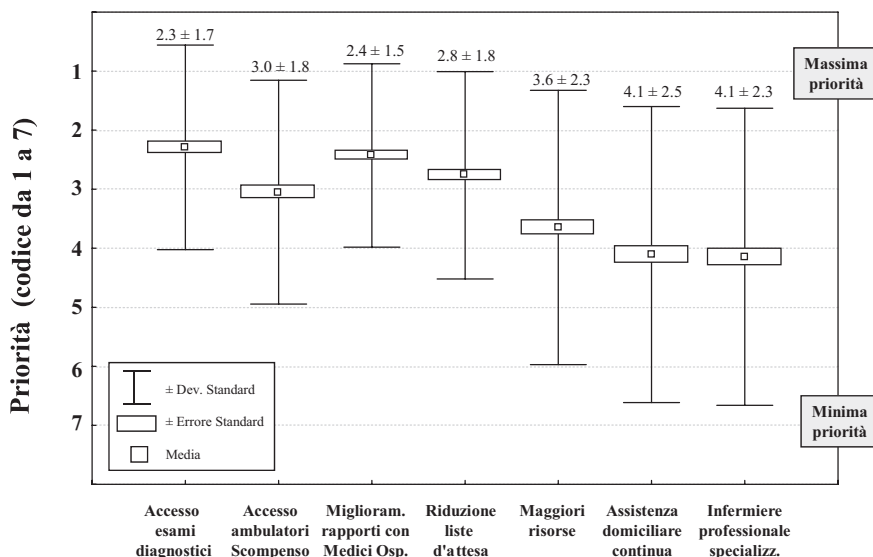 2.3 ± 1.7
3.0 ± 1.8
2.4 ± 1.5
2.8 ± 1.8
3.6 ± 2.3
4.1 ± 2.5
4.1 ± 2.3
Massima
priorità
Priorità (codice da 1 a 7)
1
2
3
4
5
6
7
± Dev. Standard
± Errore Standard
Media
Minima
priorità
Accesso
esami
diagnostici
Accesso
ambulatori
Scompenso
Miglioram.
rapporti con
Medici Osp.
Riduzione
liste
d'attesa
Maggiori
risorse
Assistenza
domiciliare
continua
Infermiere
professionale
specializz.